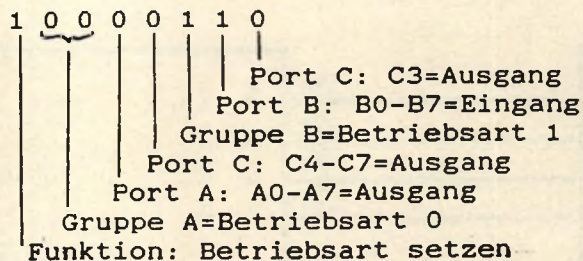 1 0 0 0 0 1 1 0
Port C: C3=Ausgang
Port B: B0-B7=Eingang
Gruppe B=Betriebsart 1
Port C: C4-C7=Ausgang
Port A: A0-A7=Ausgang
Gruppe A=Betriebsart 0
Funktion: Betriebsart setzen